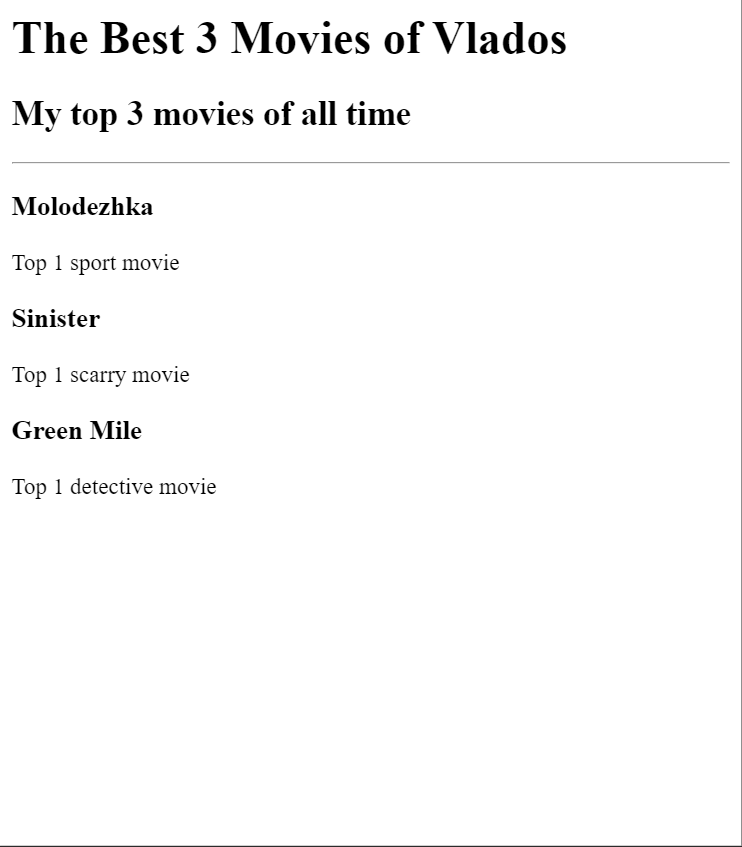 The Best 3 Movies of Vlados
My top 3 movies of all time
Molodezhka
Top 1 sport movie
Sinister
Top 1 scarry movie
Green Mile
Top 1 detective movie